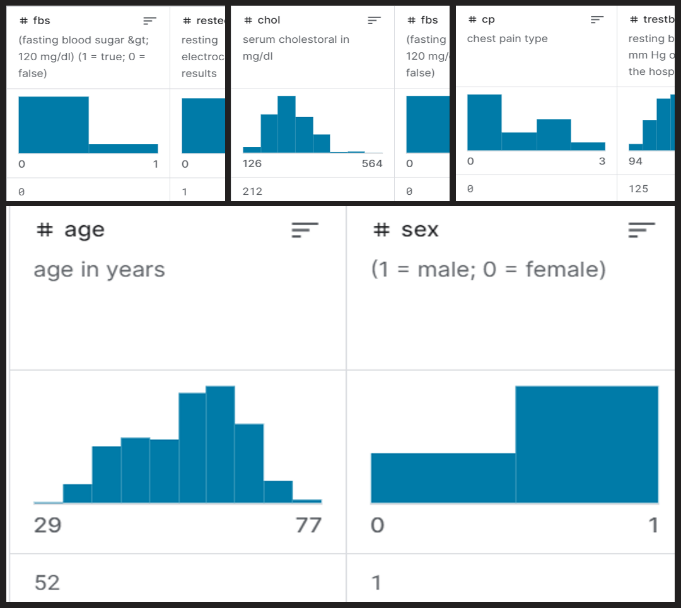 # fbs
(fasting blood sugar &gt;
120 mg/dl) (1 = true; 0 =
false)
0 1
0
# reste
resting
electroc
results
0
1
# chol
serum cholestoral in
mg/dl
126 564
212
# fbs
(fasting
120 mg/
false)
0
0
# cp
chest pain type
0 3
0
# trestb
resting b
mm Hg o
the hosp
94
125
# age
age in years
29 77
52
# sex
(1 = male; 0 = female)
0 1
1